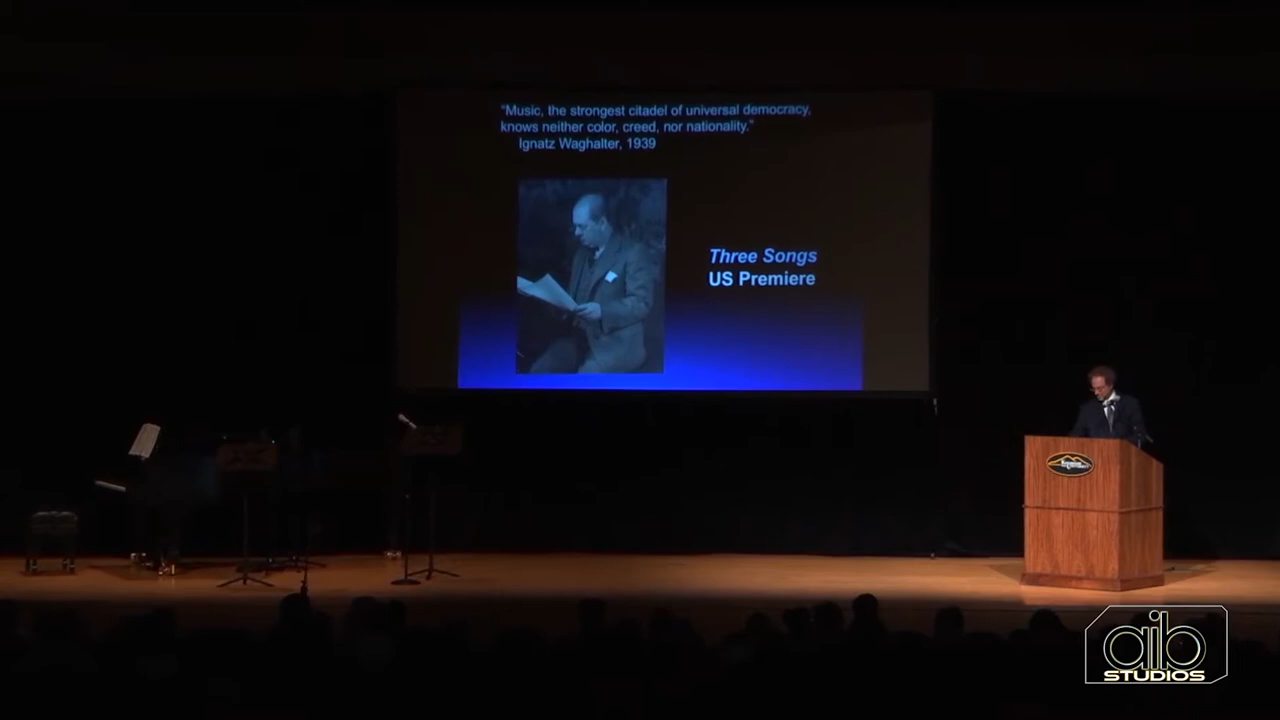 “Music, the strongest citadel of universal democracy,
knows neither color, creed, nor nationality.”
Ignatz Waghalter, 1939
Three Songs
US Premiere
aib
STUDIOS